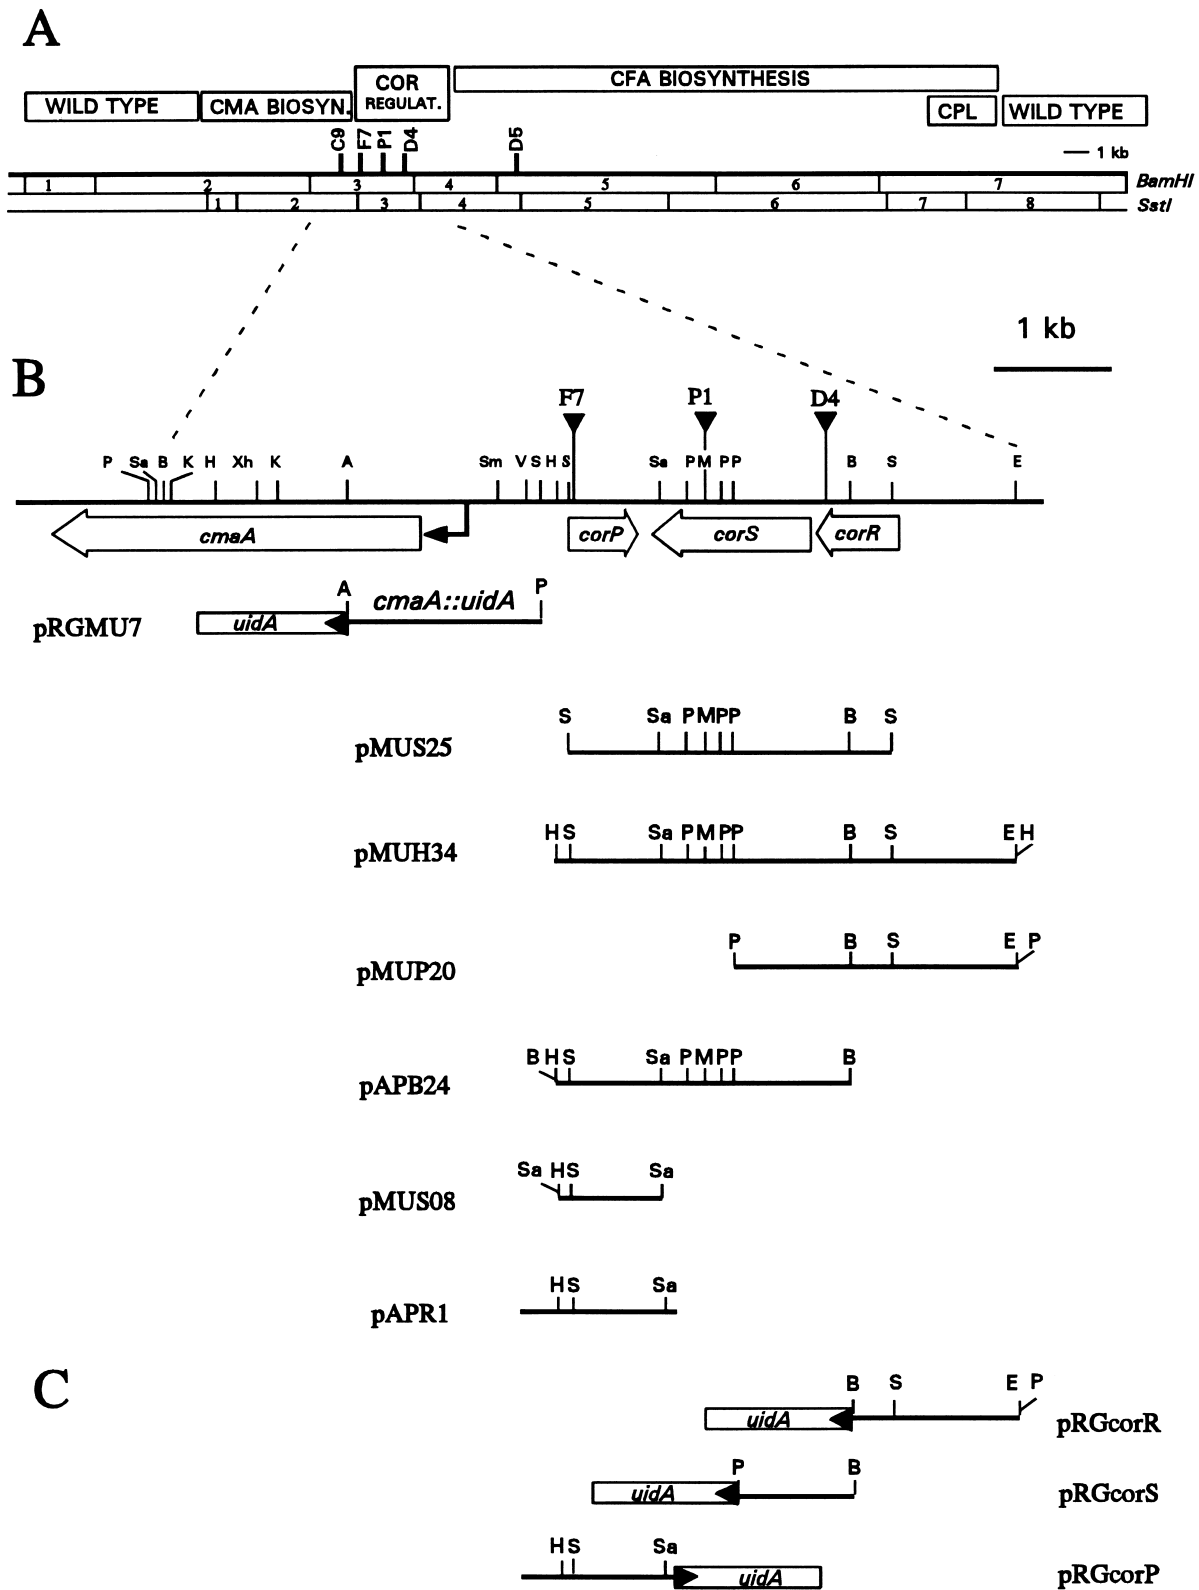 A
COR
REGULAT.
CFA BIOSYNTHESIS
WILD TYPE
CMA BIOSYN.
CPL
WILD TYPE
C9 F7 P1 D4 D5
1 kb
1 2 3 4 5 6 7 BamHI
1 2 3 4 5 6 7 8 SstI
1 kb
B
F7 P1 D4
P Sa B K H Xh K A Sm V S H S Sa P M P P B S E
cmaA corP corS corR
A cmaA::uidA P
pRGMU7 uidA
S Sa P M P P B S
pMUS25
H S Sa P M P P B S E H
pMUH34
P B S E P
pMUP20
B H S Sa P M P P B
pAPB24
Sa H S Sa
pMUS08
H S Sa
pAPR1
C
B S E P
uidA pRGcorR
P B
uidA pRGcorS
H S Sa
uidA pRGcorP